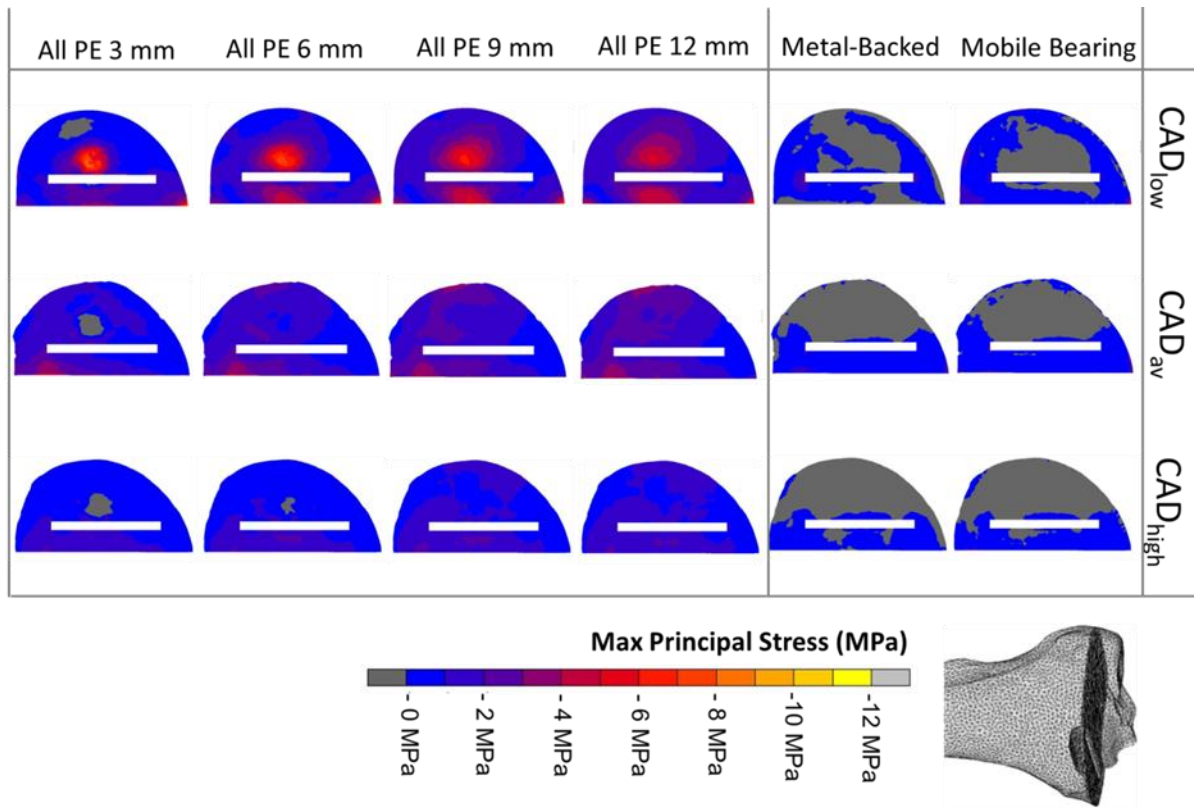 All PE 3 mm All PE 6 mm All PE 9 mm All PE 12 mm Metal-Backed Mobile Bearing
CADlow
CADav
CADhigh
Max Principal Stress (MPa)
0 MPa
2 MPa
4 MPa
6 MPa
8 MPa
10 MPa
12 MPa